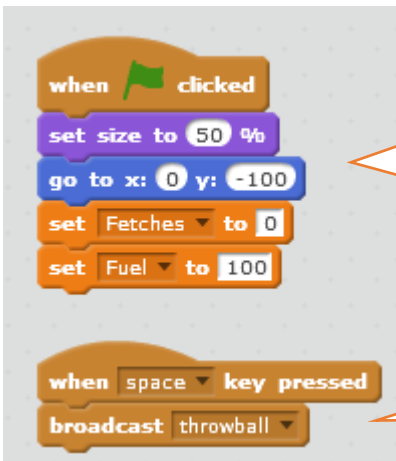 when clicked
set size to 50 %
go to x: 0 y: -100
set Fetches to 0
set Fuel to 100
when space key pressed
broadcast throwball